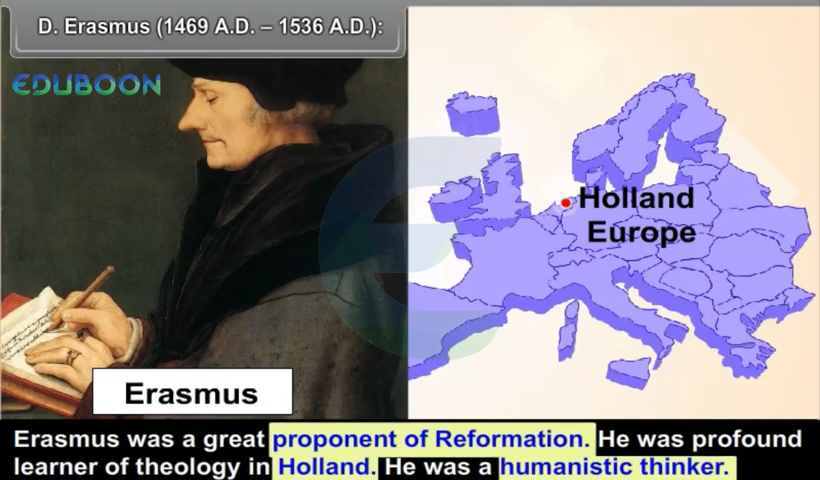 D. Erasmus (1469 A.D. – 1536 A.D.):
EDUBOON
Holland
Europe
Erasmus
Erasmus was a great proponent of Reformation. He was profound
learner of theology in Holland. He was a humanistic thinker.